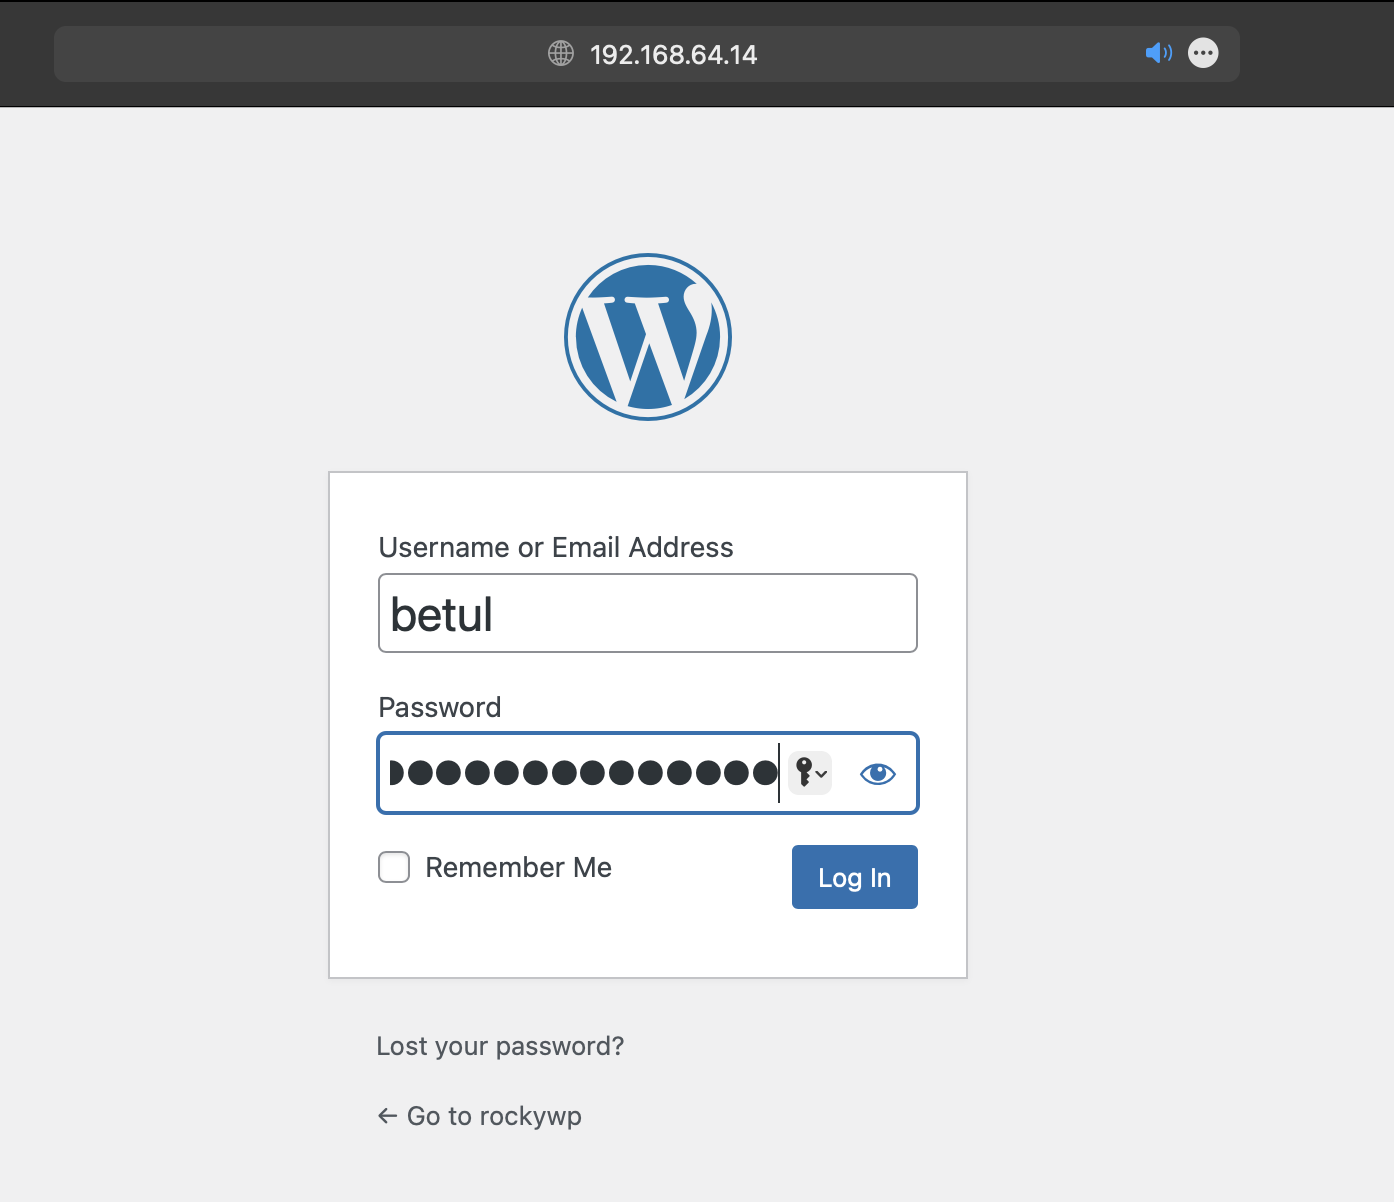 192.168.64.14
Username or Email Address
betul
Password
Remember Me
Log In
Lost your password?
← Go to rockywp